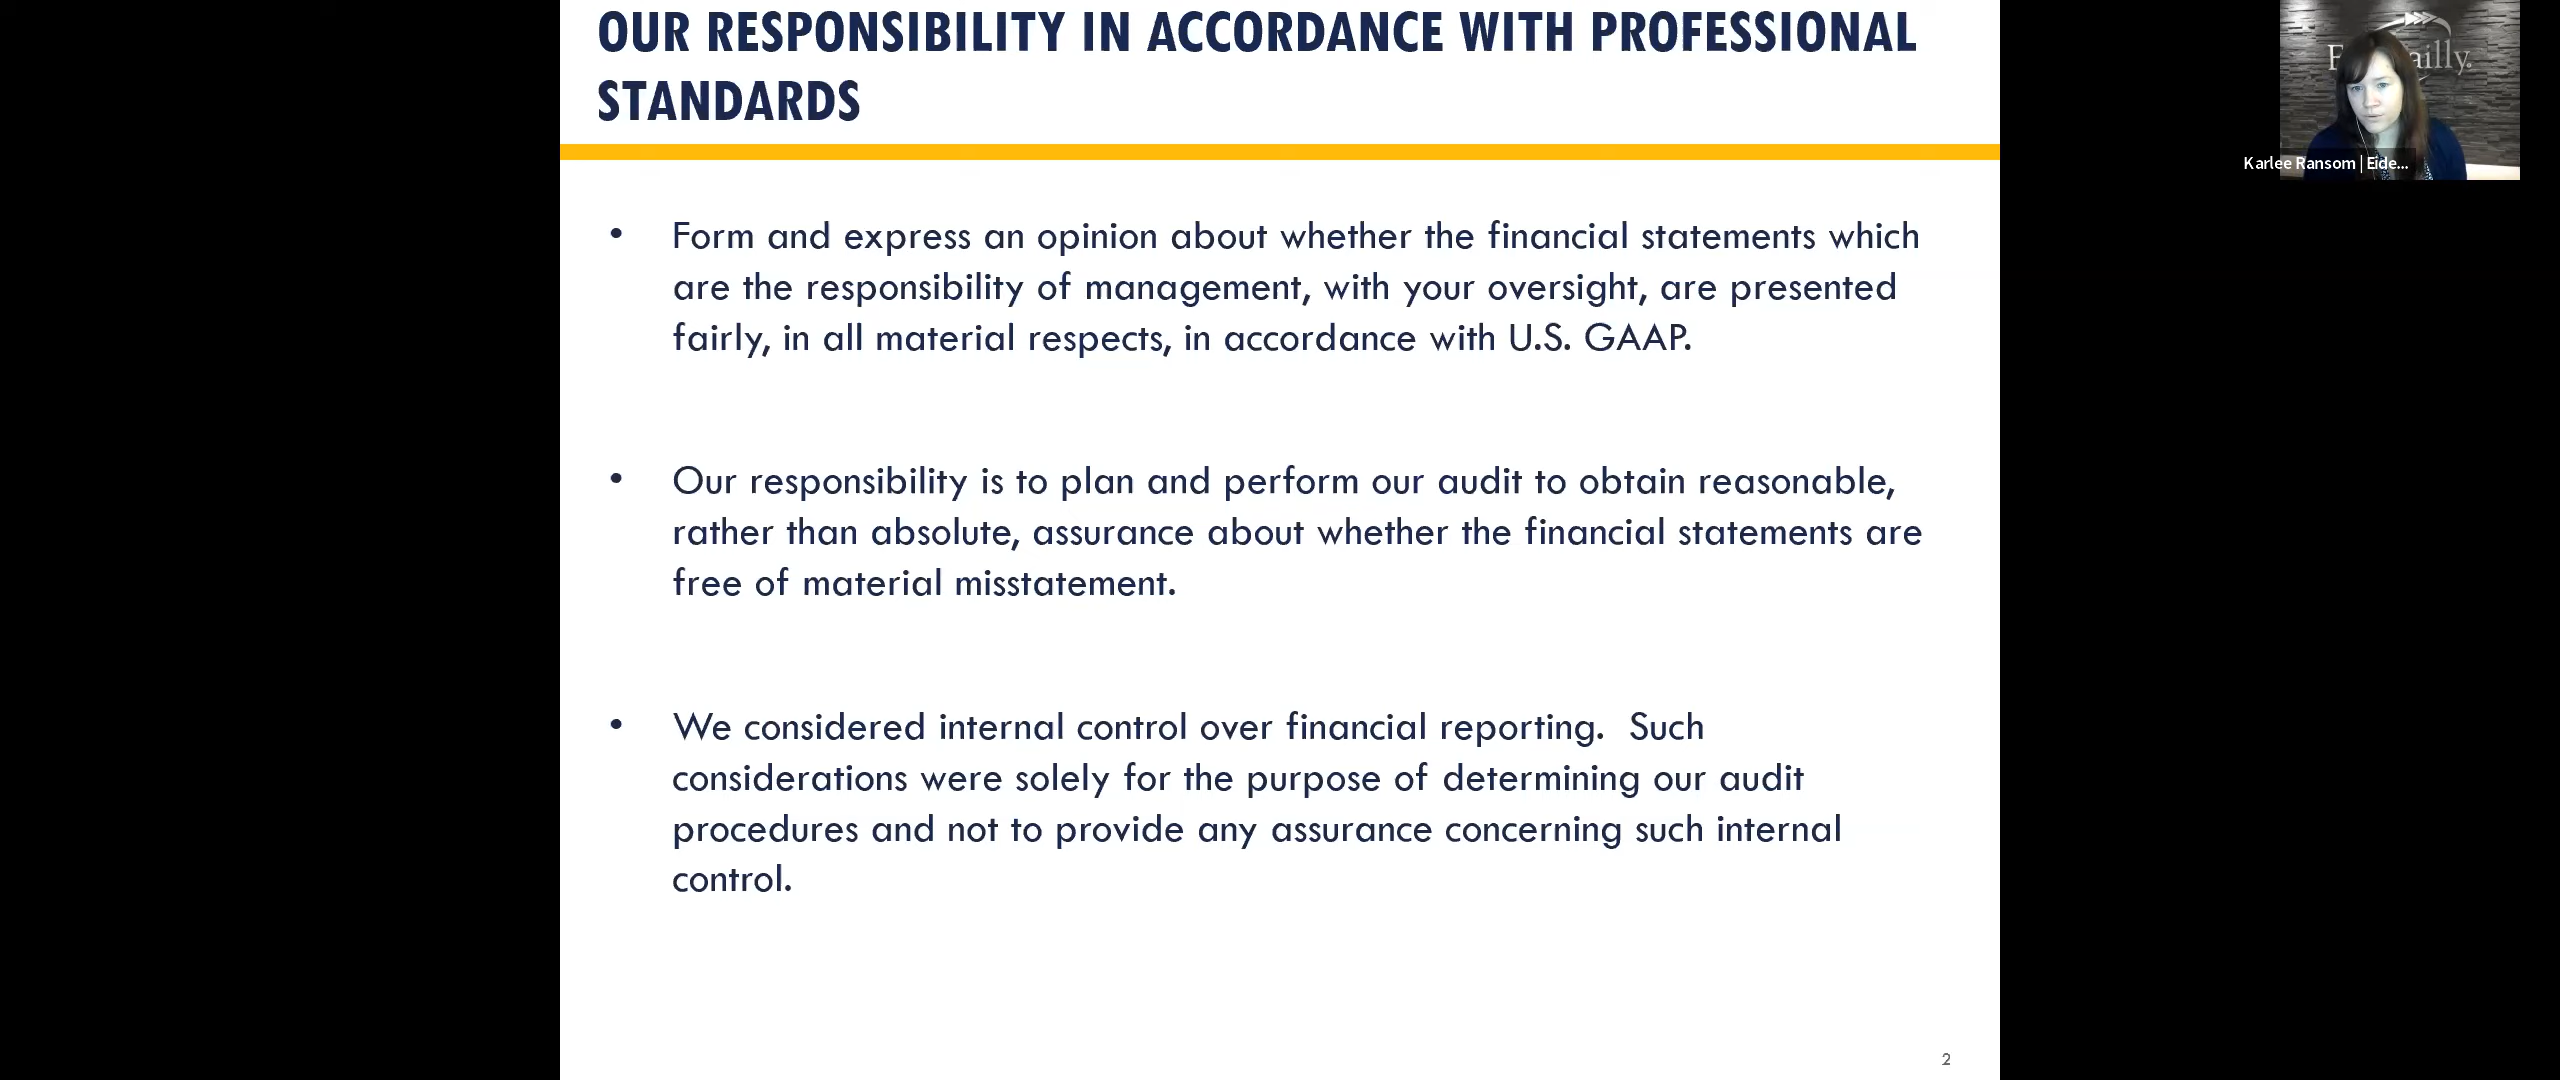 OUR RESPONSIBILITY IN ACCORDANCE WITH PROFESSIONAL
STANDARDS
• Form and express an opinion about whether the financial statements which
are the responsibility of management, with your oversight, are presented
fairly, in all material respects, in accordance with U.S. GAAP.
• Our responsibility is to plan and perform our audit to obtain reasonable,
rather than absolute, assurance about whether the financial statements are
free of material misstatement.
• We considered internal control over financial reporting.  Such
considerations were solely for the purpose of determining our audit
procedures and not to provide any assurance concerning such internal
control.
2
Karlee Ransom | Eide...